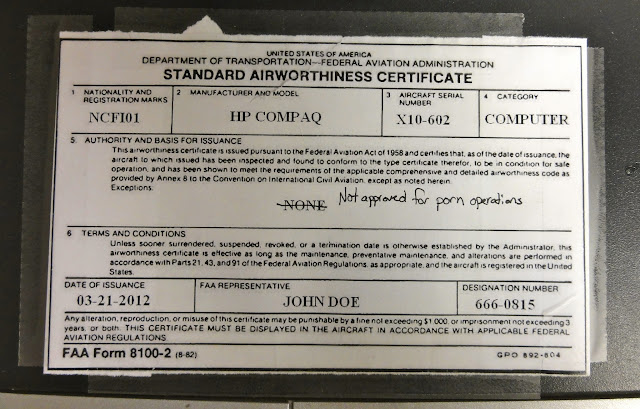 UNITED STATES OF AMERICA
DEPARTMENT OF TRANSPORTATION—FEDERAL AVIATION ADMINISTRATION
STANDARD AIRWORTHINESS CERTIFICATE
1 NATIONALITY AND REGISTRATION MARKS
NCFI01
2 MANUFACTURER AND MODEL
HP COMPAQ
3 AIRCRAFT SERIAL NUMBER
X10-602
4 CATEGORY
COMPUTER
5 AUTHORITY AND BASIS FOR ISSUANCE
This airworthiness certificate is issued pursuant to the Federal Aviation Act of 1958 and certifies that, as of the date of issuance, the
aircraft to which issued has been inspected and found to conform to the type certificate therefor, to be in condition for safe
operation, and has been shown to meet the requirements of the applicable comprehensive and detailed airworthiness code as
provided by Annex 8 to the Convention on International Civil Aviation, except as noted herein.
Exceptions:
NONE Not approved for porn operations
6 TERMS AND CONDITIONS
Unless sooner surrendered, suspended, revoked, or a termination date is otherwise established by the Administrator, this
airworthiness certificate is effective as long as the maintenance, preventative maintenance, and alterations are performed in
accordance with Parts 21, 43, and 91 of the Federal Aviation Regulations, as appropriate, and the aircraft is registered in the United
States.
DATE OF ISSUANCE
03-21-2012
FAA REPRESENTATIVE
JOHN DOE
DESIGNATION NUMBER
666-0815
Any alteration, reproduction, or misuse of this certificate may be punishable by a fine not exceeding $1,000, or imprisonment not exceeding 3
years, or both. THIS CERTIFICATE MUST BE DISPLAYED IN THE AIRCRAFT IN ACCORDANCE WITH APPLICABLE FEDERAL
AVIATION REGULATIONS
FAA Form 8100-2 (8-82)
GPO 892-804